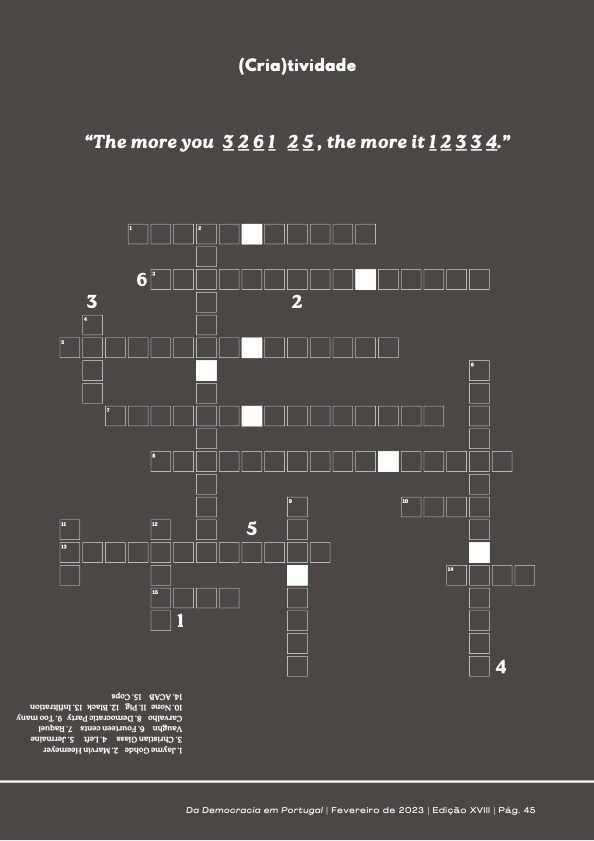 (Cria)tividade
“The more you 3 2 6 1 2 5, the more it 1 2 3 3 4.”
1 2
6 3
3 2
4
5
6
7
8
9 10
11 12 5
13
14
15 1
4
1. Jayme Gohde 2. Marvin Heemeyer
3. Christian Glass 4. Left 5. Jermaine
Vaughn 6. Fourteen cents 7. Raquel
Carvalho 8. Democratic Party 9. Too many
10. None 11. Pig 12. Black 13. Infiltration
14. ACAB 15. Cops
Da Democracia em Portugal | Fevereiro de 2023 | Edição XVIII | Pág. 45